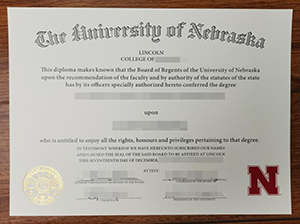 The University of Nebraska
LINCOLN
COLLEGE OF
This diploma makes known that the Board of Regents of the University of Nebraska
upon the recommendation of the faculty and by authority of the statutes of the state
has by its officers specially authorized hereto conferred the degree
upon
who is entitled to enjoy all the rights, honours and privileges pertaining to that degree.
IN TESTIMONY WHEREOF WE HAVE HEREUNTO SUBSCRIBED OUR NAMES
AND CAUSED THE SEAL OF THE SAID BOARD TO BE AFFIXED AT LINCOLN
THIS SEVENTEENTH DAY OF DECEMBER,
ATTEST:
N